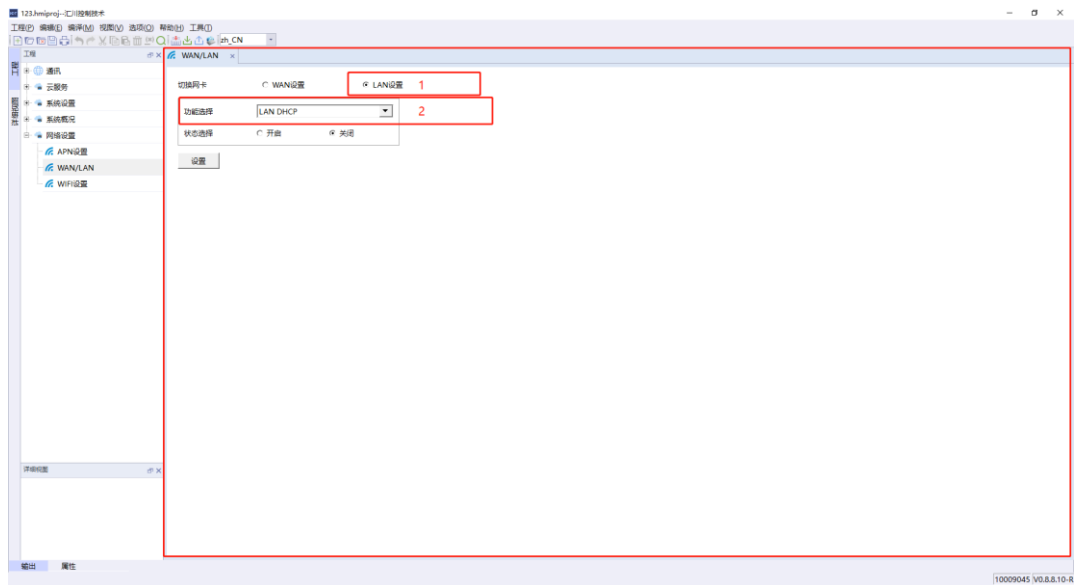 123.hmiproj--汇川控制技术
工程(P) 编辑(E) 编译(M) 视图(V) 选项(O) 帮助(H) 工具(T)
zh_CN
工程
WAN/LAN
通讯
云服务
系统设置
系统概况
网络设置
APN设置
WAN/LAN
WIFI设置
切换网卡 WAN设置 LAN设置 1
功能选择 LAN DHCP 2
状态选择 开启 关闭
设置
详细视图
输出 属性
10009045 V0.8.8.10-R